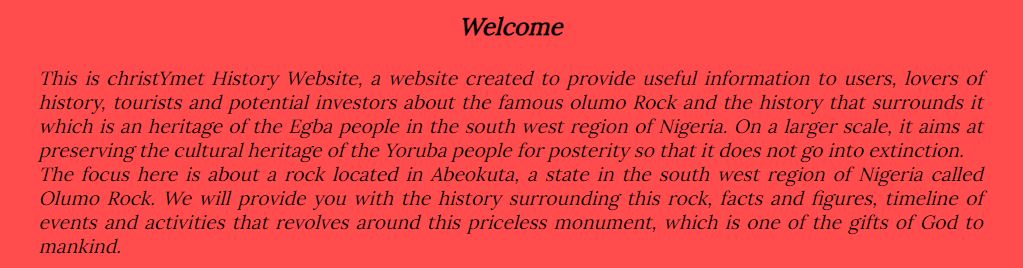 Welcome
This is christYmet History Website, a website created to provide useful information to users, lovers of
history, tourists and potential investors about the famous olumo Rock and the history that surrounds it
which is an heritage of the Egba people in the south west region of Nigeria. On a larger scale, it aims at
preserving the cultural heritage of the Yoruba people for posterity so that it does not go into extinction.
The focus here is about a rock located in Abeokuta, a state in the south west region of Nigeria called
Olumo Rock. We will provide you with the history surrounding this rock, facts and figures, timeline of
events and activities that revolves around this priceless monument, which is one of the gifts of God to
mankind.